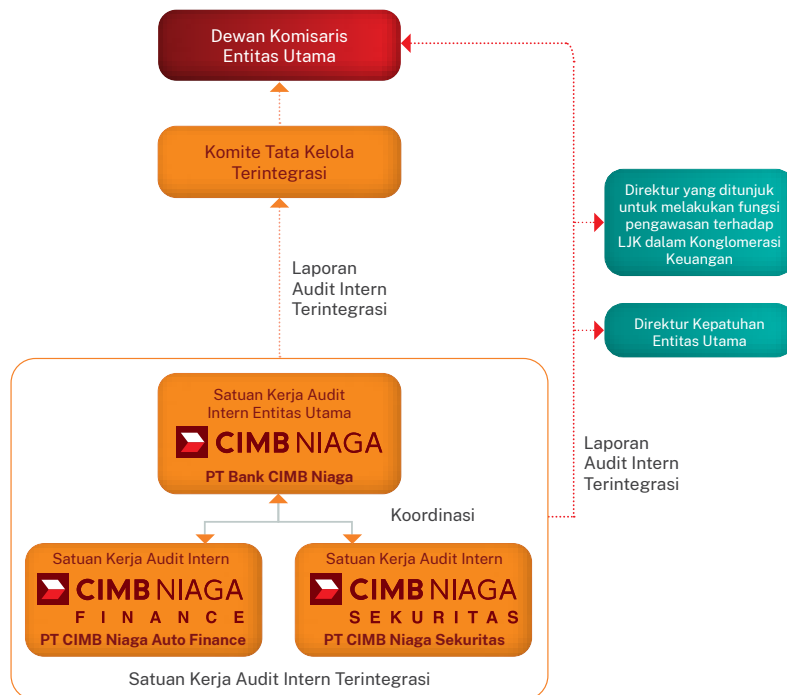 Dewan Komisaris
Entitas Utama
Komite Tata Kelola
Terintegrasi
Direktur yang ditunjuk
untuk melakukan fungsi
pengawasan terhadap
LJK dalam Konglomerasi
Keuangan
Laporan
Audit Intern
Terintegrasi
Direktur Kepatuhan
Entitas Utama
Satuan Kerja Audit
Intern Entitas Utama
CIMB NIAGA
PT Bank CIMB Niaga
Laporan
Audit Intern
Terintegrasi
Koordinasi
Satuan Kerja Audit Intern
CIMB NIAGA
FINANCE
PT CIMB Niaga Auto Finance
Satuan Kerja Audit Intern
CIMB NIAGA
SEKURITAS
PT CIMB Niaga Sekuritas
Satuan Kerja Audit Intern Terintegrasi